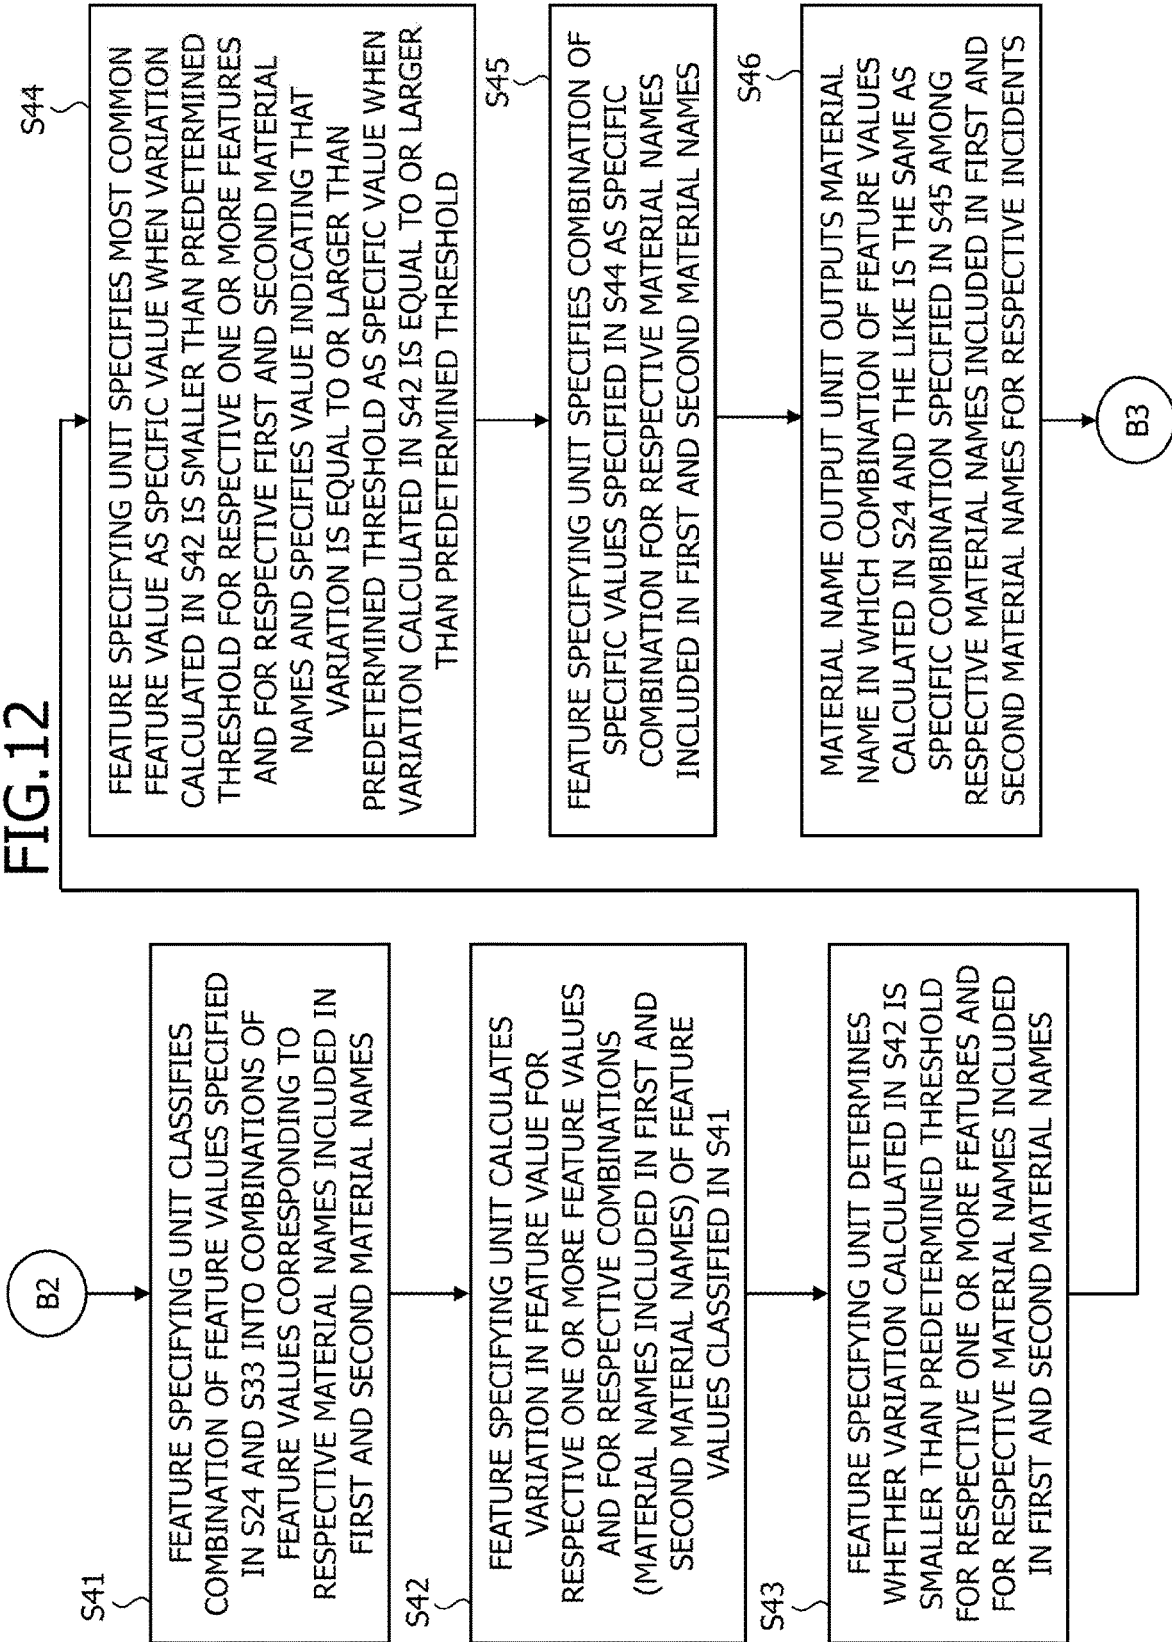 FIG.12
B2
S41
FEATURE SPECIFYING UNIT CLASSIFIES
COMBINATION OF FEATURE VALUES SPECIFIED
IN S24 AND S33 INTO COMBINATIONS OF
FEATURE VALUES CORRESPONDING TO
RESPECTIVE MATERIAL NAMES INCLUDED IN
FIRST AND SECOND MATERIAL NAMES
S42
FEATURE SPECIFYING UNIT CALCULATES
VARIATION IN FEATURE VALUE FOR
RESPECTIVE ONE OR MORE FEATURE VALUES
AND FOR RESPECTIVE COMBINATIONS
(MATERIAL NAMES INCLUDED IN FIRST AND
SECOND MATERIAL NAMES) OF FEATURE
VALUES CLASSIFIED IN S41
S43
FEATURE SPECIFYING UNIT DETERMINES
WHETHER VARIATION CALCULATED IN S42 IS
SMALLER THAN PREDETERMINED THRESHOLD
FOR RESPECTIVE ONE OR MORE FEATURES AND
FOR RESPECTIVE MATERIAL NAMES INCLUDED
IN FIRST AND SECOND MATERIAL NAMES
S44
FEATURE SPECIFYING UNIT SPECIFIES MOST COMMON
FEATURE VALUE AS SPECIFIC VALUE WHEN VARIATION
CALCULATED IN S42 IS SMALLER THAN PREDETERMINED
THRESHOLD FOR RESPECTIVE ONE OR MORE FEATURES
AND FOR RESPECTIVE FIRST AND SECOND MATERIAL
NAMES AND SPECIFIES VALUE INDICATING THAT
VARIATION IS EQUAL TO OR LARGER THAN
PREDETERMINED THRESHOLD AS SPECIFIC VALUE WHEN
VARIATION CALCULATED IN S42 IS EQUAL TO OR LARGER
THAN PREDETERMINED THRESHOLD
S45
FEATURE SPECIFYING UNIT SPECIFIES COMBINATION OF
SPECIFIC VALUES SPECIFIED IN S44 AS SPECIFIC
COMBINATION FOR RESPECTIVE MATERIAL NAMES
INCLUDED IN FIRST AND SECOND MATERIAL NAMES
S46
MATERIAL NAME OUTPUT UNIT OUTPUTS MATERIAL
NAME IN WHICH COMBINATION OF FEATURE VALUES
CALCULATED IN S24 AND THE LIKE IS THE SAME AS
SPECIFIC COMBINATION SPECIFIED IN S45 AMONG
RESPECTIVE MATERIAL NAMES INCLUDED IN FIRST AND
SECOND MATERIAL NAMES FOR RESPECTIVE INCIDENTS
B3